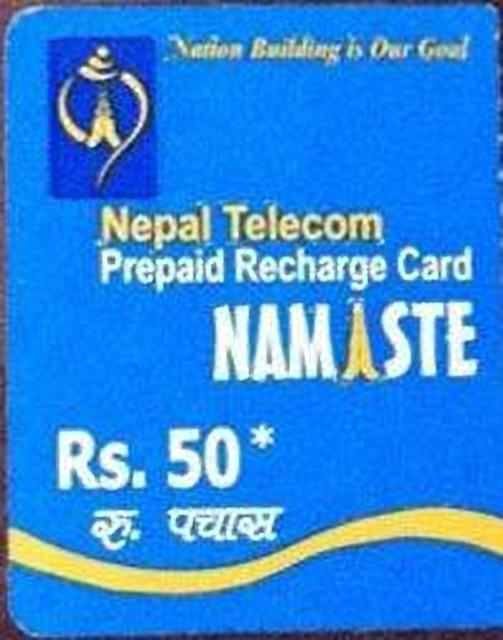 Nation Building is Our Goal
Nepal Telecom
Prepaid Recharge Card
NAMASTE
Rs. 50*
रु. पचास